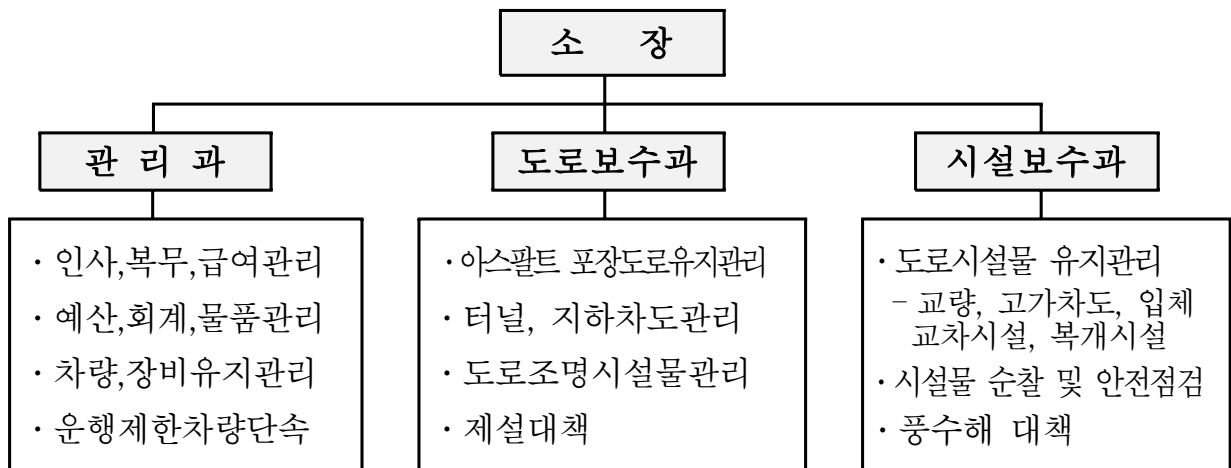 소 장
관 리 과
도로보수과
시설보수과
· 인사,복무,급여관리
· 예산,회계,물품관리
· 차량,장비유지관리
· 운행제한차량단속
· 아스팔트 포장도로유지관리
· 터널, 지하차도관리
· 도로조명시설물관리
· 제설대책
· 도로시설물 유지관리
- 교량, 고가차도, 입체
교차시설, 복개시설
· 시설물 순찰 및 안전점검
· 풍수해 대책